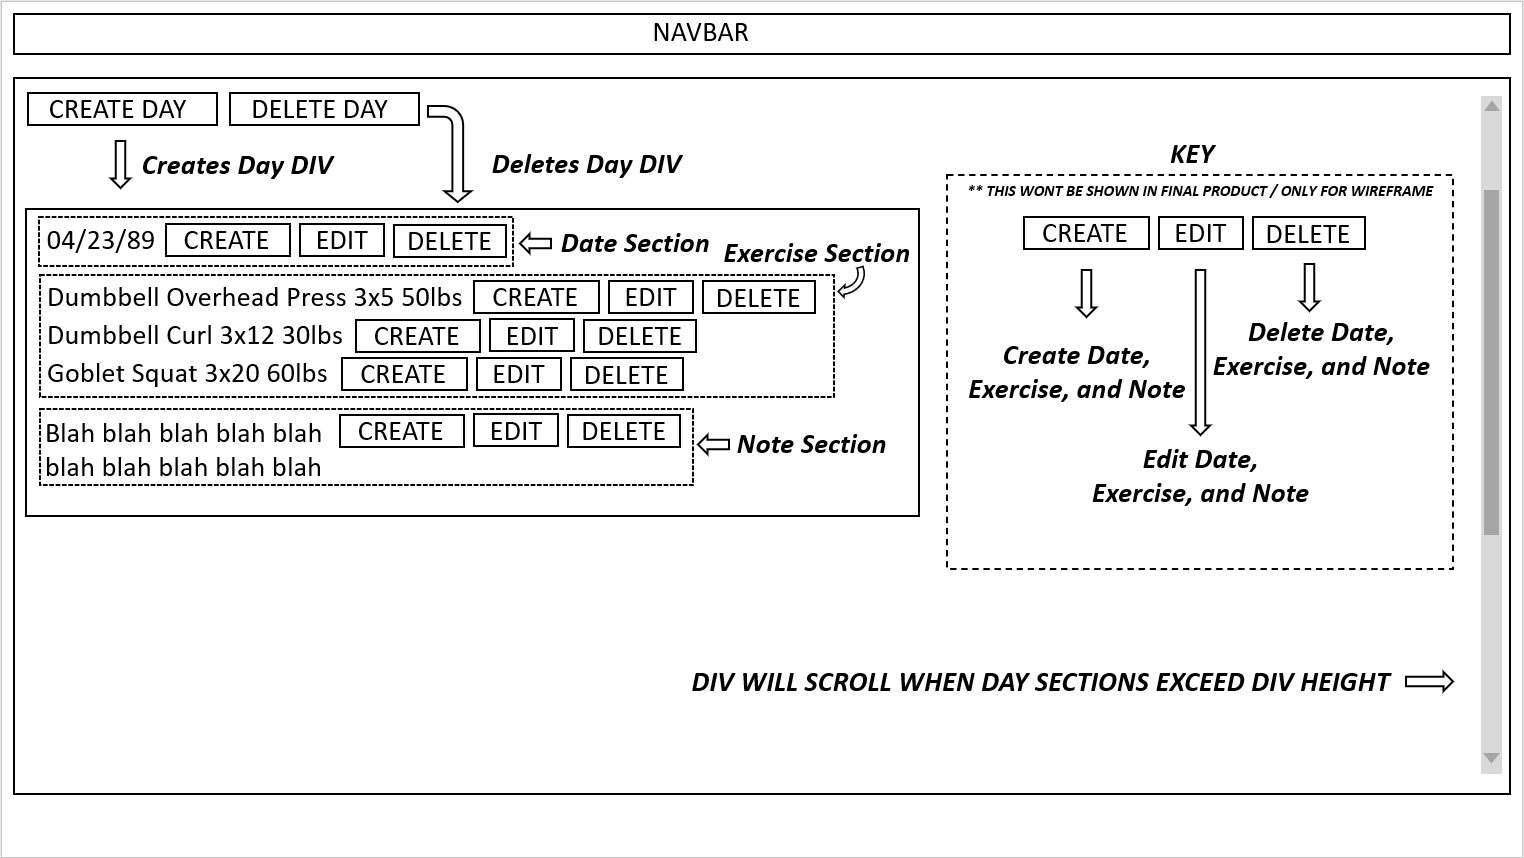 NAVBAR
CREATE DAY DELETE DAY
Creates Day DIV
Deletes Day DIV
04/23/89 CREATE EDIT DELETE
Date Section
Exercise Section
Dumbbell Overhead Press 3x5 50lbs CREATE EDIT DELETE
Dumbbell Curl 3x12 30lbs CREATE EDIT DELETE
Goblet Squat 3x20 60lbs CREATE EDIT DELETE
Blah blah blah blah blah CREATE EDIT DELETE
blah blah blah blah blah
Note Section
KEY
** THIS WONT BE SHOWN IN FINAL PRODUCT / ONLY FOR WIREFRAME
CREATE EDIT DELETE
Create Date,
Exercise, and Note
Delete Date,
Exercise, and Note
Edit Date,
Exercise, and Note
DIV WILL SCROLL WHEN DAY SECTIONS EXCEED DIV HEIGHT